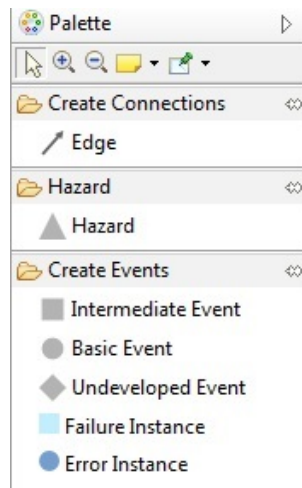 Palette
Create Connections
Edge
Hazard
Hazard
Create Events
Intermediate Event
Basic Event
Undeveloped Event
Failure Instance
Error Instance